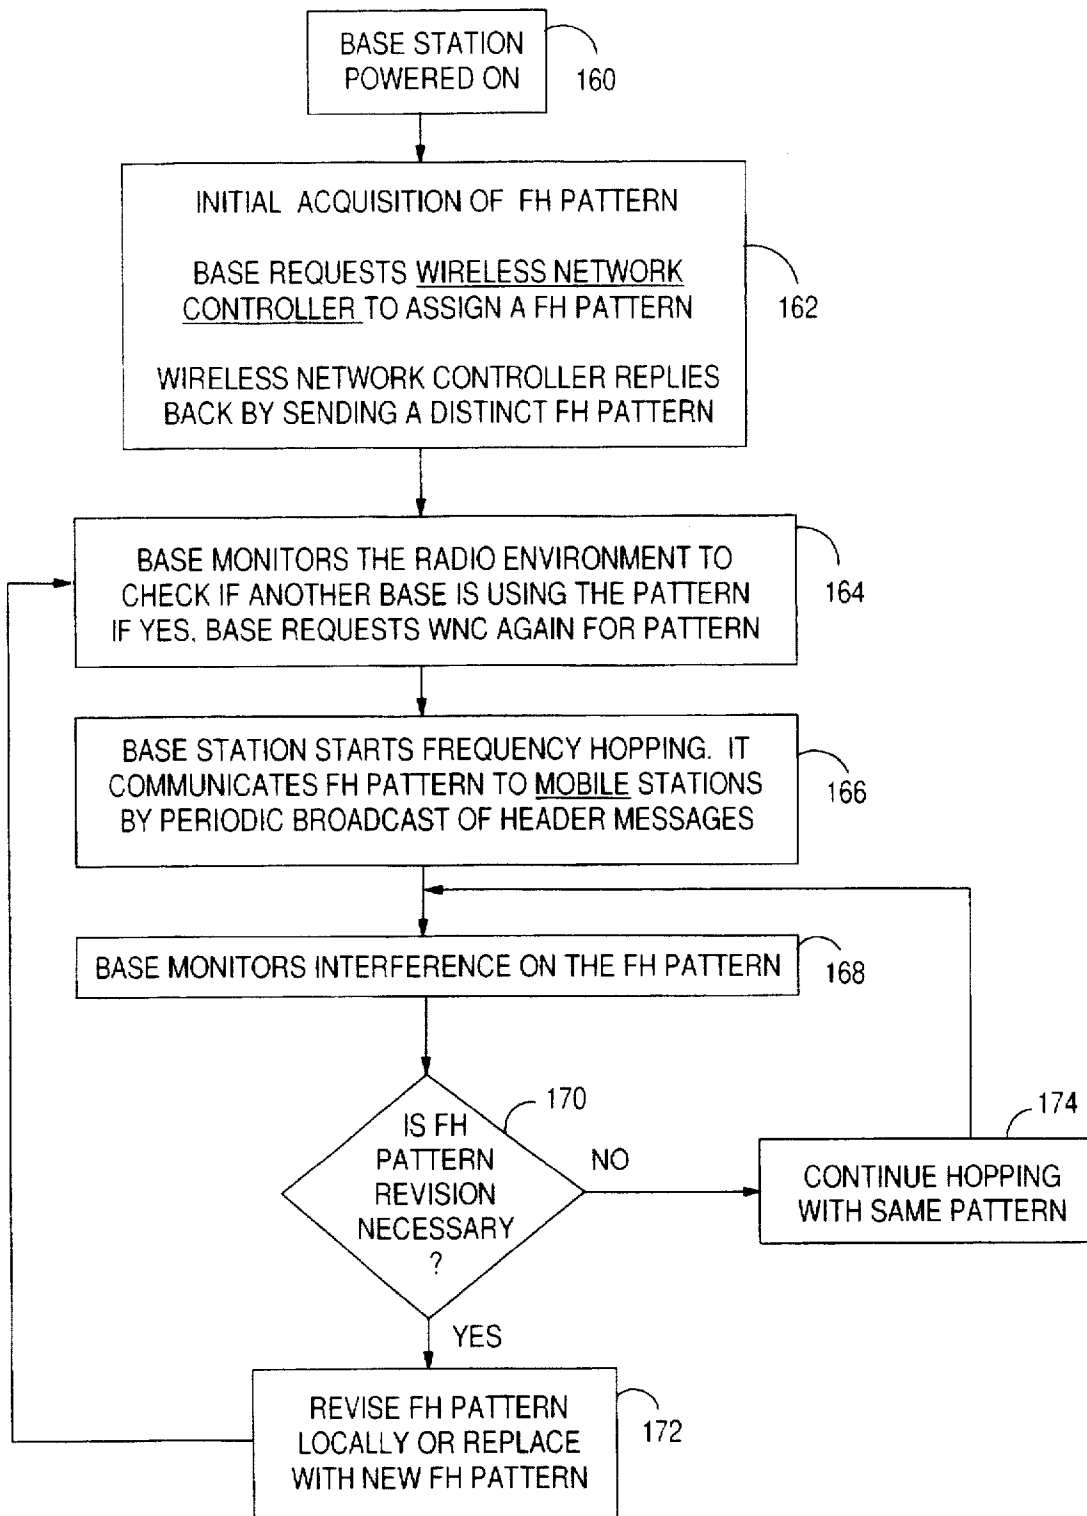 BASE STATION
POWERED ON
160
INITIAL ACQUISITION OF FH PATTERN
BASE REQUESTS WIRELESS NETWORK
CONTROLLER TO ASSIGN A FH PATTERN
WIRELESS NETWORK CONTROLLER REPLIES
BACK BY SENDING A DISTINCT FH PATTERN
162
BASE MONITORS THE RADIO ENVIRONMENT TO
CHECK IF ANOTHER BASE IS USING THE PATTERN
IF YES, BASE REQUESTS WNC AGAIN FOR PATTERN
164
BASE STATION STARTS FREQUENCY HOPPING. IT
COMMUNICATES FH PATTERN TO MOBILE STATIONS
BY PERIODIC BROADCAST OF HEADER MESSAGES
166
BASE MONITORS INTERFERENCE ON THE FH PATTERN
168
IS FH
PATTERN
REVISION
NECESSARY
?
170
NO
174
CONTINUE HOPPING
WITH SAME PATTERN
YES
REVISE FH PATTERN
LOCALLY OR REPLACE
WITH NEW FH PATTERN
172